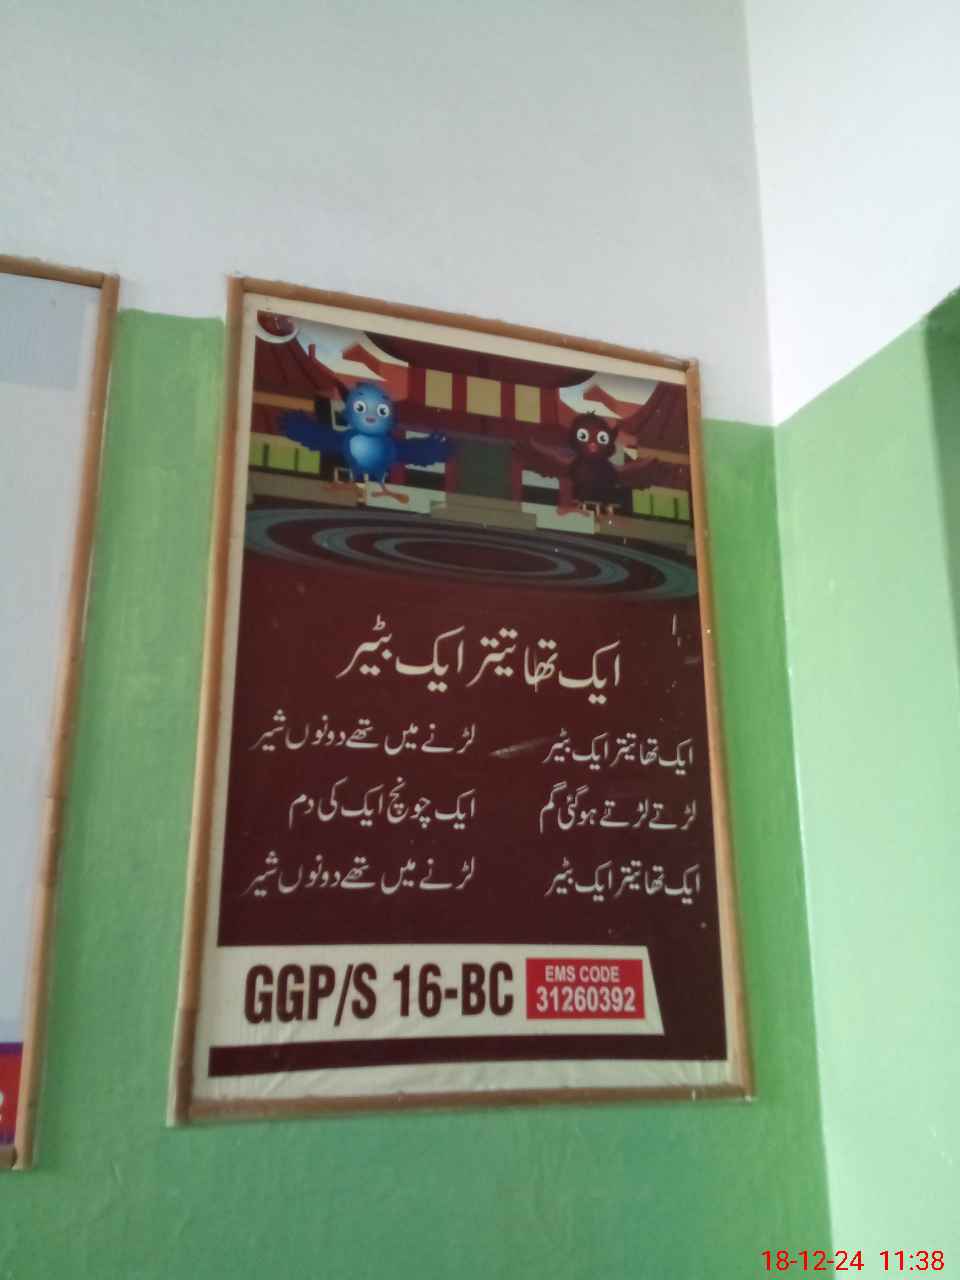 ایک تھا تیتر ایک بٹیر
ایک تھا تیتر ایک بٹیر لڑنے میں تھے دونوں شیر
لڑتے لڑتے ہو گئی گم ایک چونچ ایک کی دم
ایک تھا تیتر ایک بٹیر لڑنے میں تھے دونوں شیر
GGP/S 16-BC EMS CODE
31260392
18-12-24 11:38